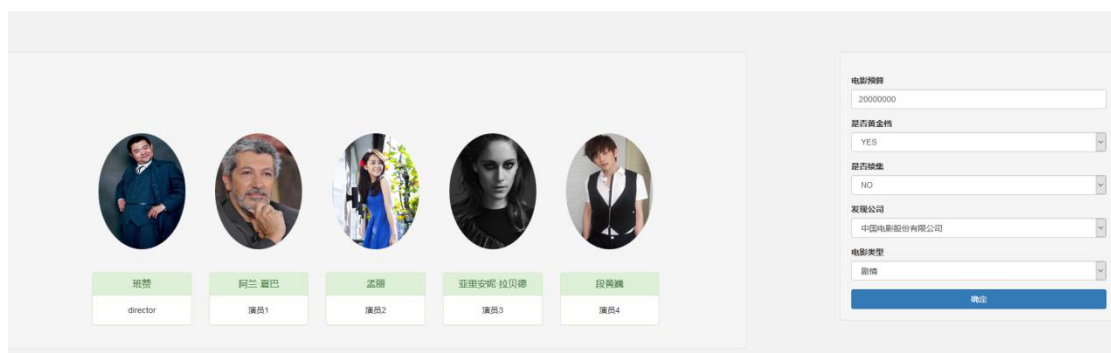 班赞
director
阿兰·夏巴
演员1
孟丽
演员2
亚里安妮·拉贝德
演员3
段黄巍
演员4
电影预算
20000000
是否黄金档
YES
是否续集
NO
发现公司
中国电影股份有限公司
电影类型
剧情
确定